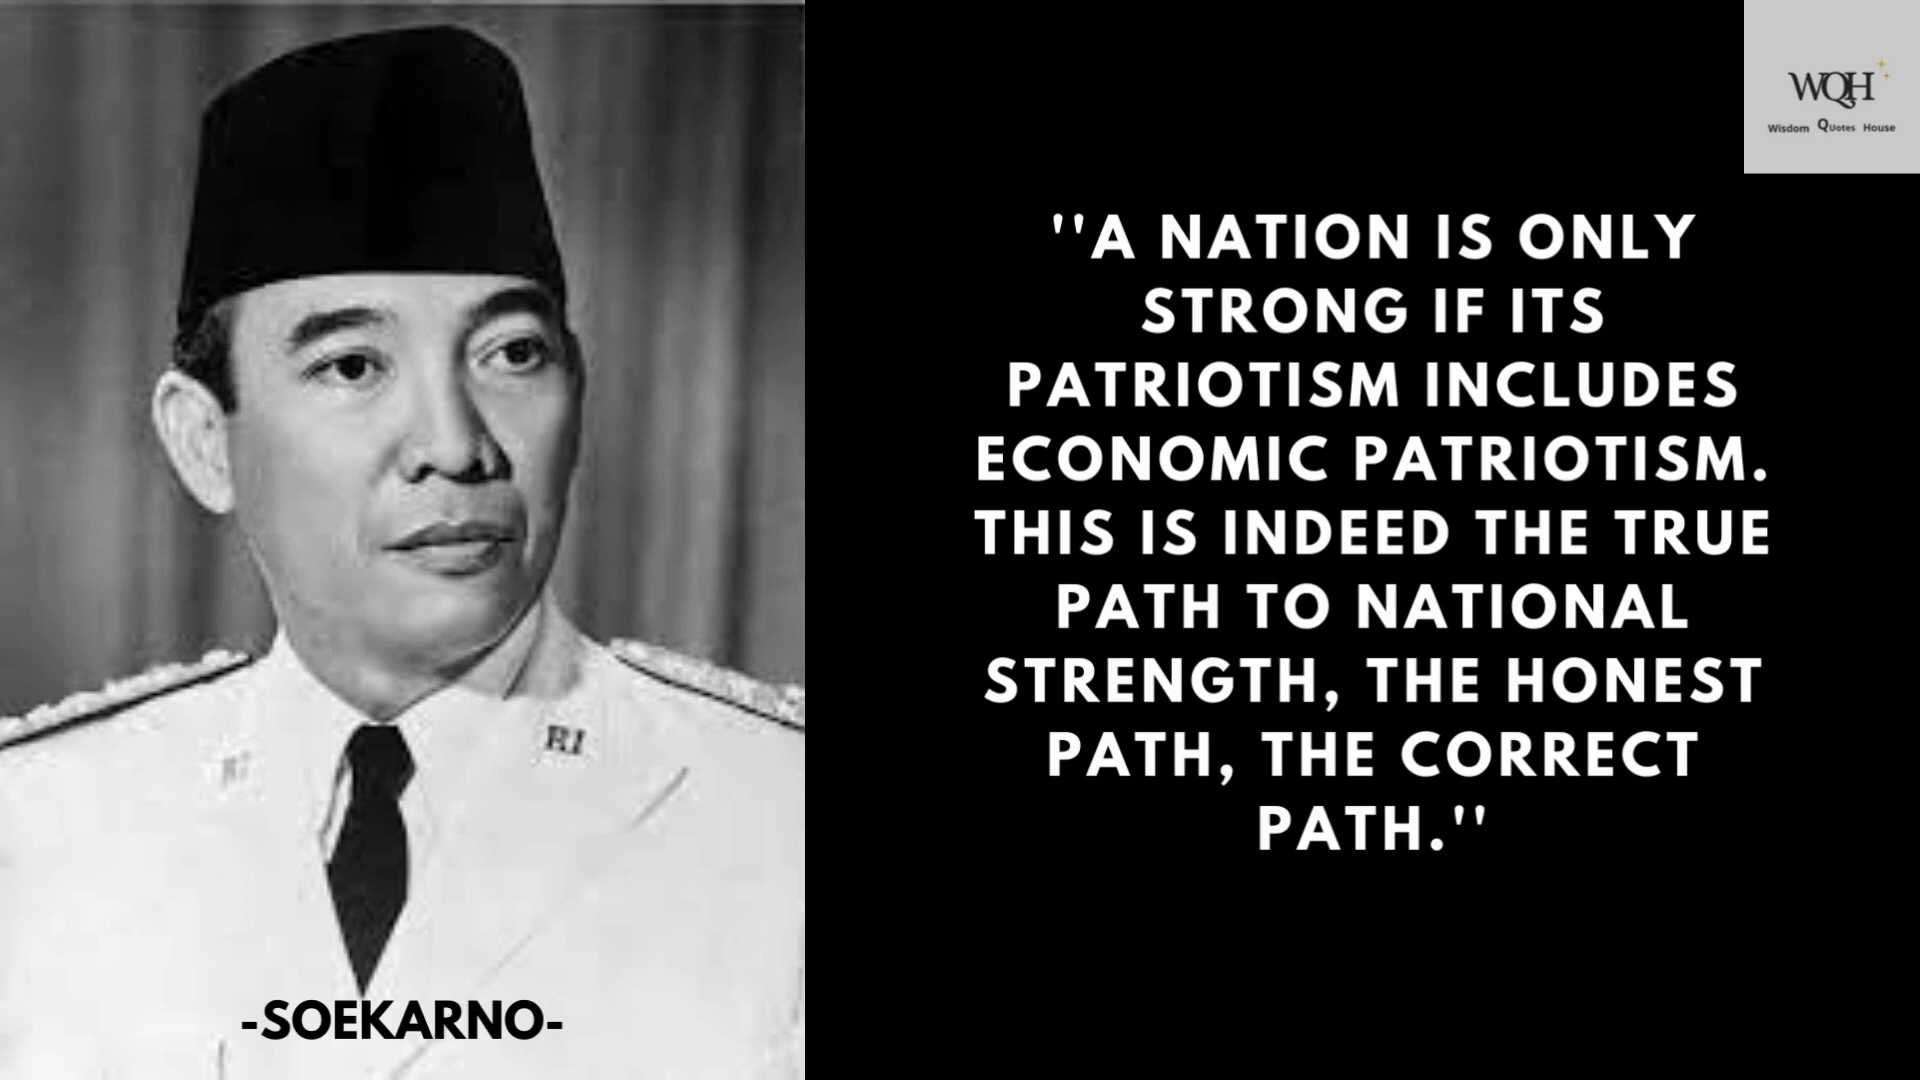 WQH
Wisdom Quotes House
''A NATION IS ONLY
STRONG IF ITS
PATRIOTISM INCLUDES
ECONOMIC PATRIOTISM.
THIS IS INDEED THE TRUE
PATH TO NATIONAL
STRENGTH, THE HONEST
PATH, THE CORRECT
PATH.''
RI
-SOEKARNO-